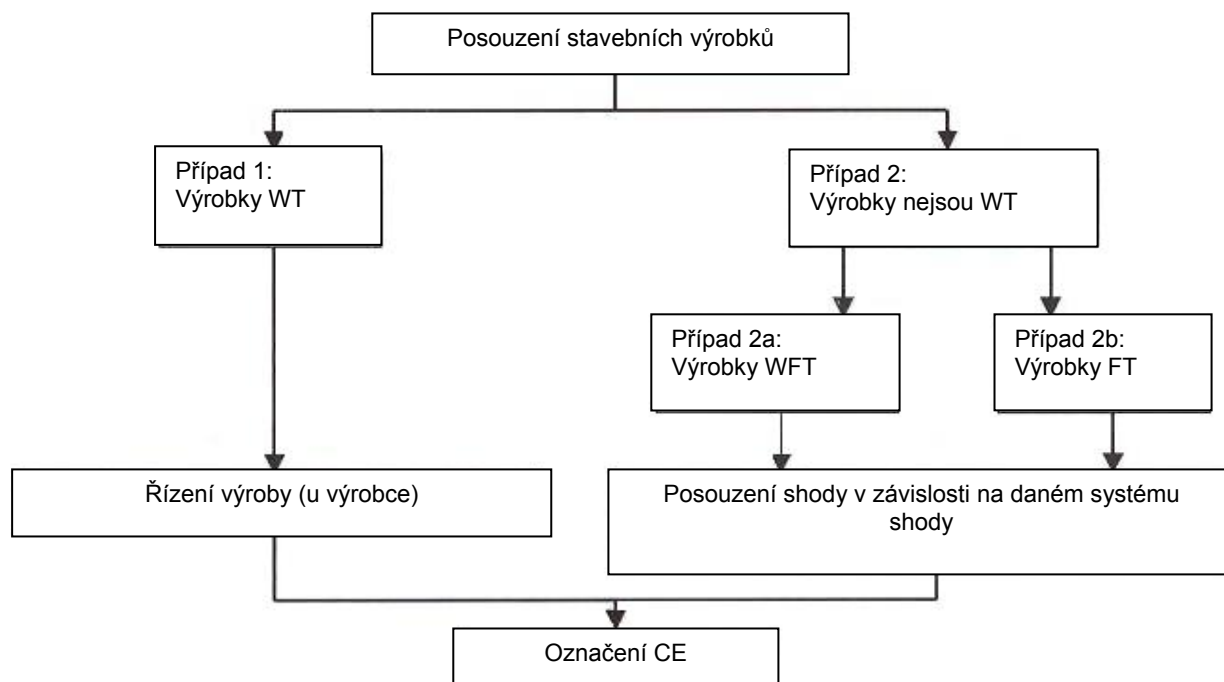 Posouzení stavebních výrobků
Případ 1:
Výrobky WT
Případ 2:
Výrobky nejsou WT
Případ 2a:
Výrobky WFT
Případ 2b:
Výrobky FT
Řízení výroby (u výrobce)
Posouzení shody v závislosti na daném systému
shody
Označení CE